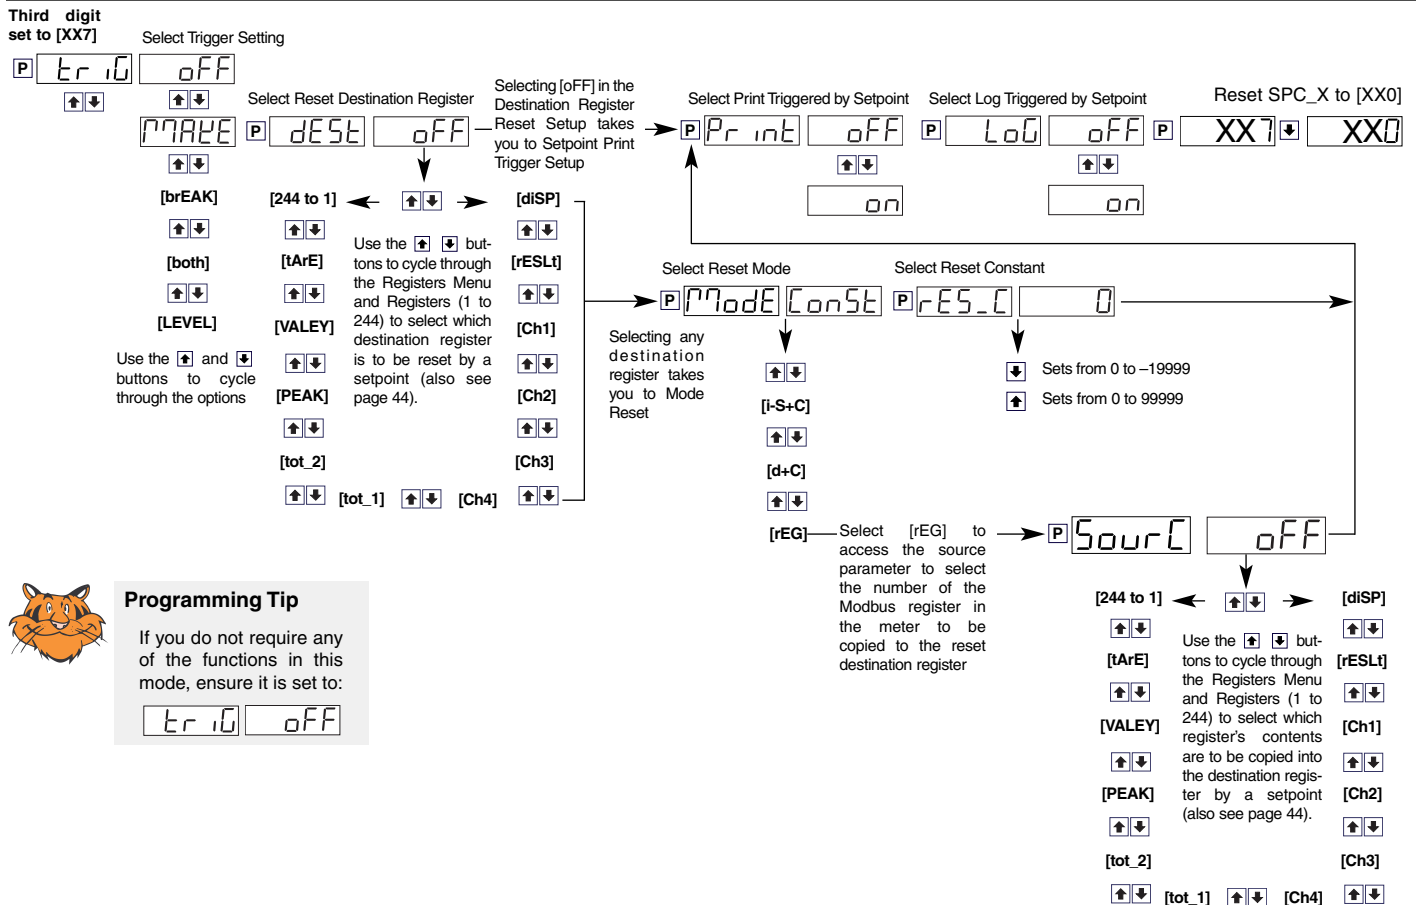 Third digit
set to [XX7]
Select Trigger Setting
P triG oFF
MAKE
[brEAK]
[both]
[LEVEL]
Use the and
buttons to cycle
through the options
Select Reset Destination Register
P dESt oFF
[244 to 1]
[tArE]
[VALEY]
[PEAK]
[tot_2]
[tot_1]
[Ch4]
[diSP]
[rESLt]
[Ch1]
[Ch2]
[Ch3]
Use the but-
tons to cycle through
the Registers Menu
and Registers (1 to
244) to select which
destination register
is to be reset by a
setpoint (also see
page 44).
Selecting [oFF] in the
Destination Register
Reset Setup takes
you to Setpoint Print
Trigger Setup
Select Print Triggered by Setpoint
P Print oFF
on
Select Log Triggered by Setpoint
P LoG oFF
on
Reset SPC_X to [XX0]
P XX7 XX0
Selecting any
destination
register takes
you to Mode
Reset
Select Reset Mode
P ModE ConSt
[i-S+C]
[d+C]
[rEG]
Select Reset Constant
P rES_C 0
Sets from 0 to –19999
Sets from 0 to 99999
Select [rEG] to
access the source
parameter to select
the number of the
Modbus register in
the meter to be
copied to the reset
destination register
P SourC oFF
[244 to 1]
[tArE]
[VALEY]
[PEAK]
[tot_2]
[tot_1]
[Ch4]
[diSP]
[rESLt]
[Ch1]
[Ch2]
[Ch3]
Use the but-
tons to cycle through
the Registers Menu
and Registers (1 to
244) to select which
register's contents
are to be copied into
the destination regis-
ter by a setpoint
(also see page 44).
Programming Tip
If you do not require any
of the functions in this
mode, ensure it is set to:
triG oFF